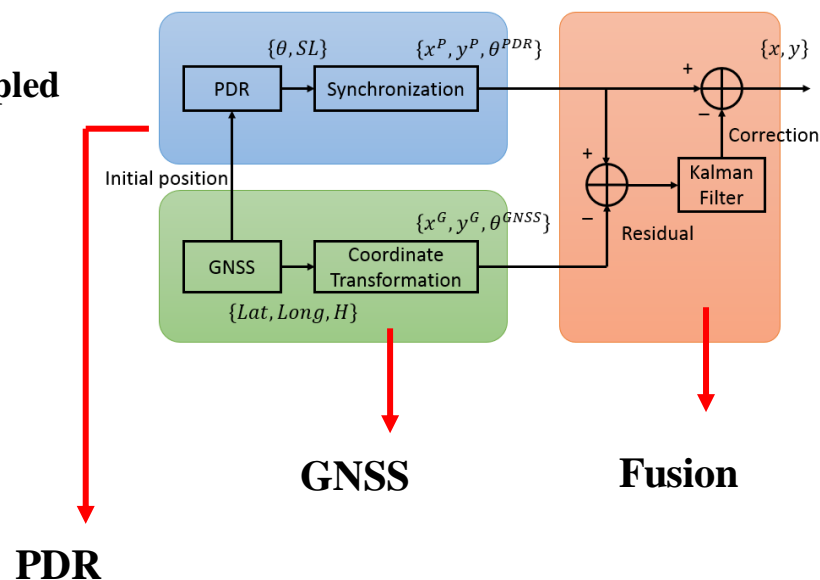 pled
{θ, SL}
{x^P, y^P, θ^PDR}
{x, y}
PDR
Synchronization
+
−
Correction
Initial position
+
−
Kalman
Filter
{x^G, y^G, θ^GNSS}
Residual
GNSS
Coordinate
Transformation
{Lat, Long, H}
GNSS
Fusion
PDR